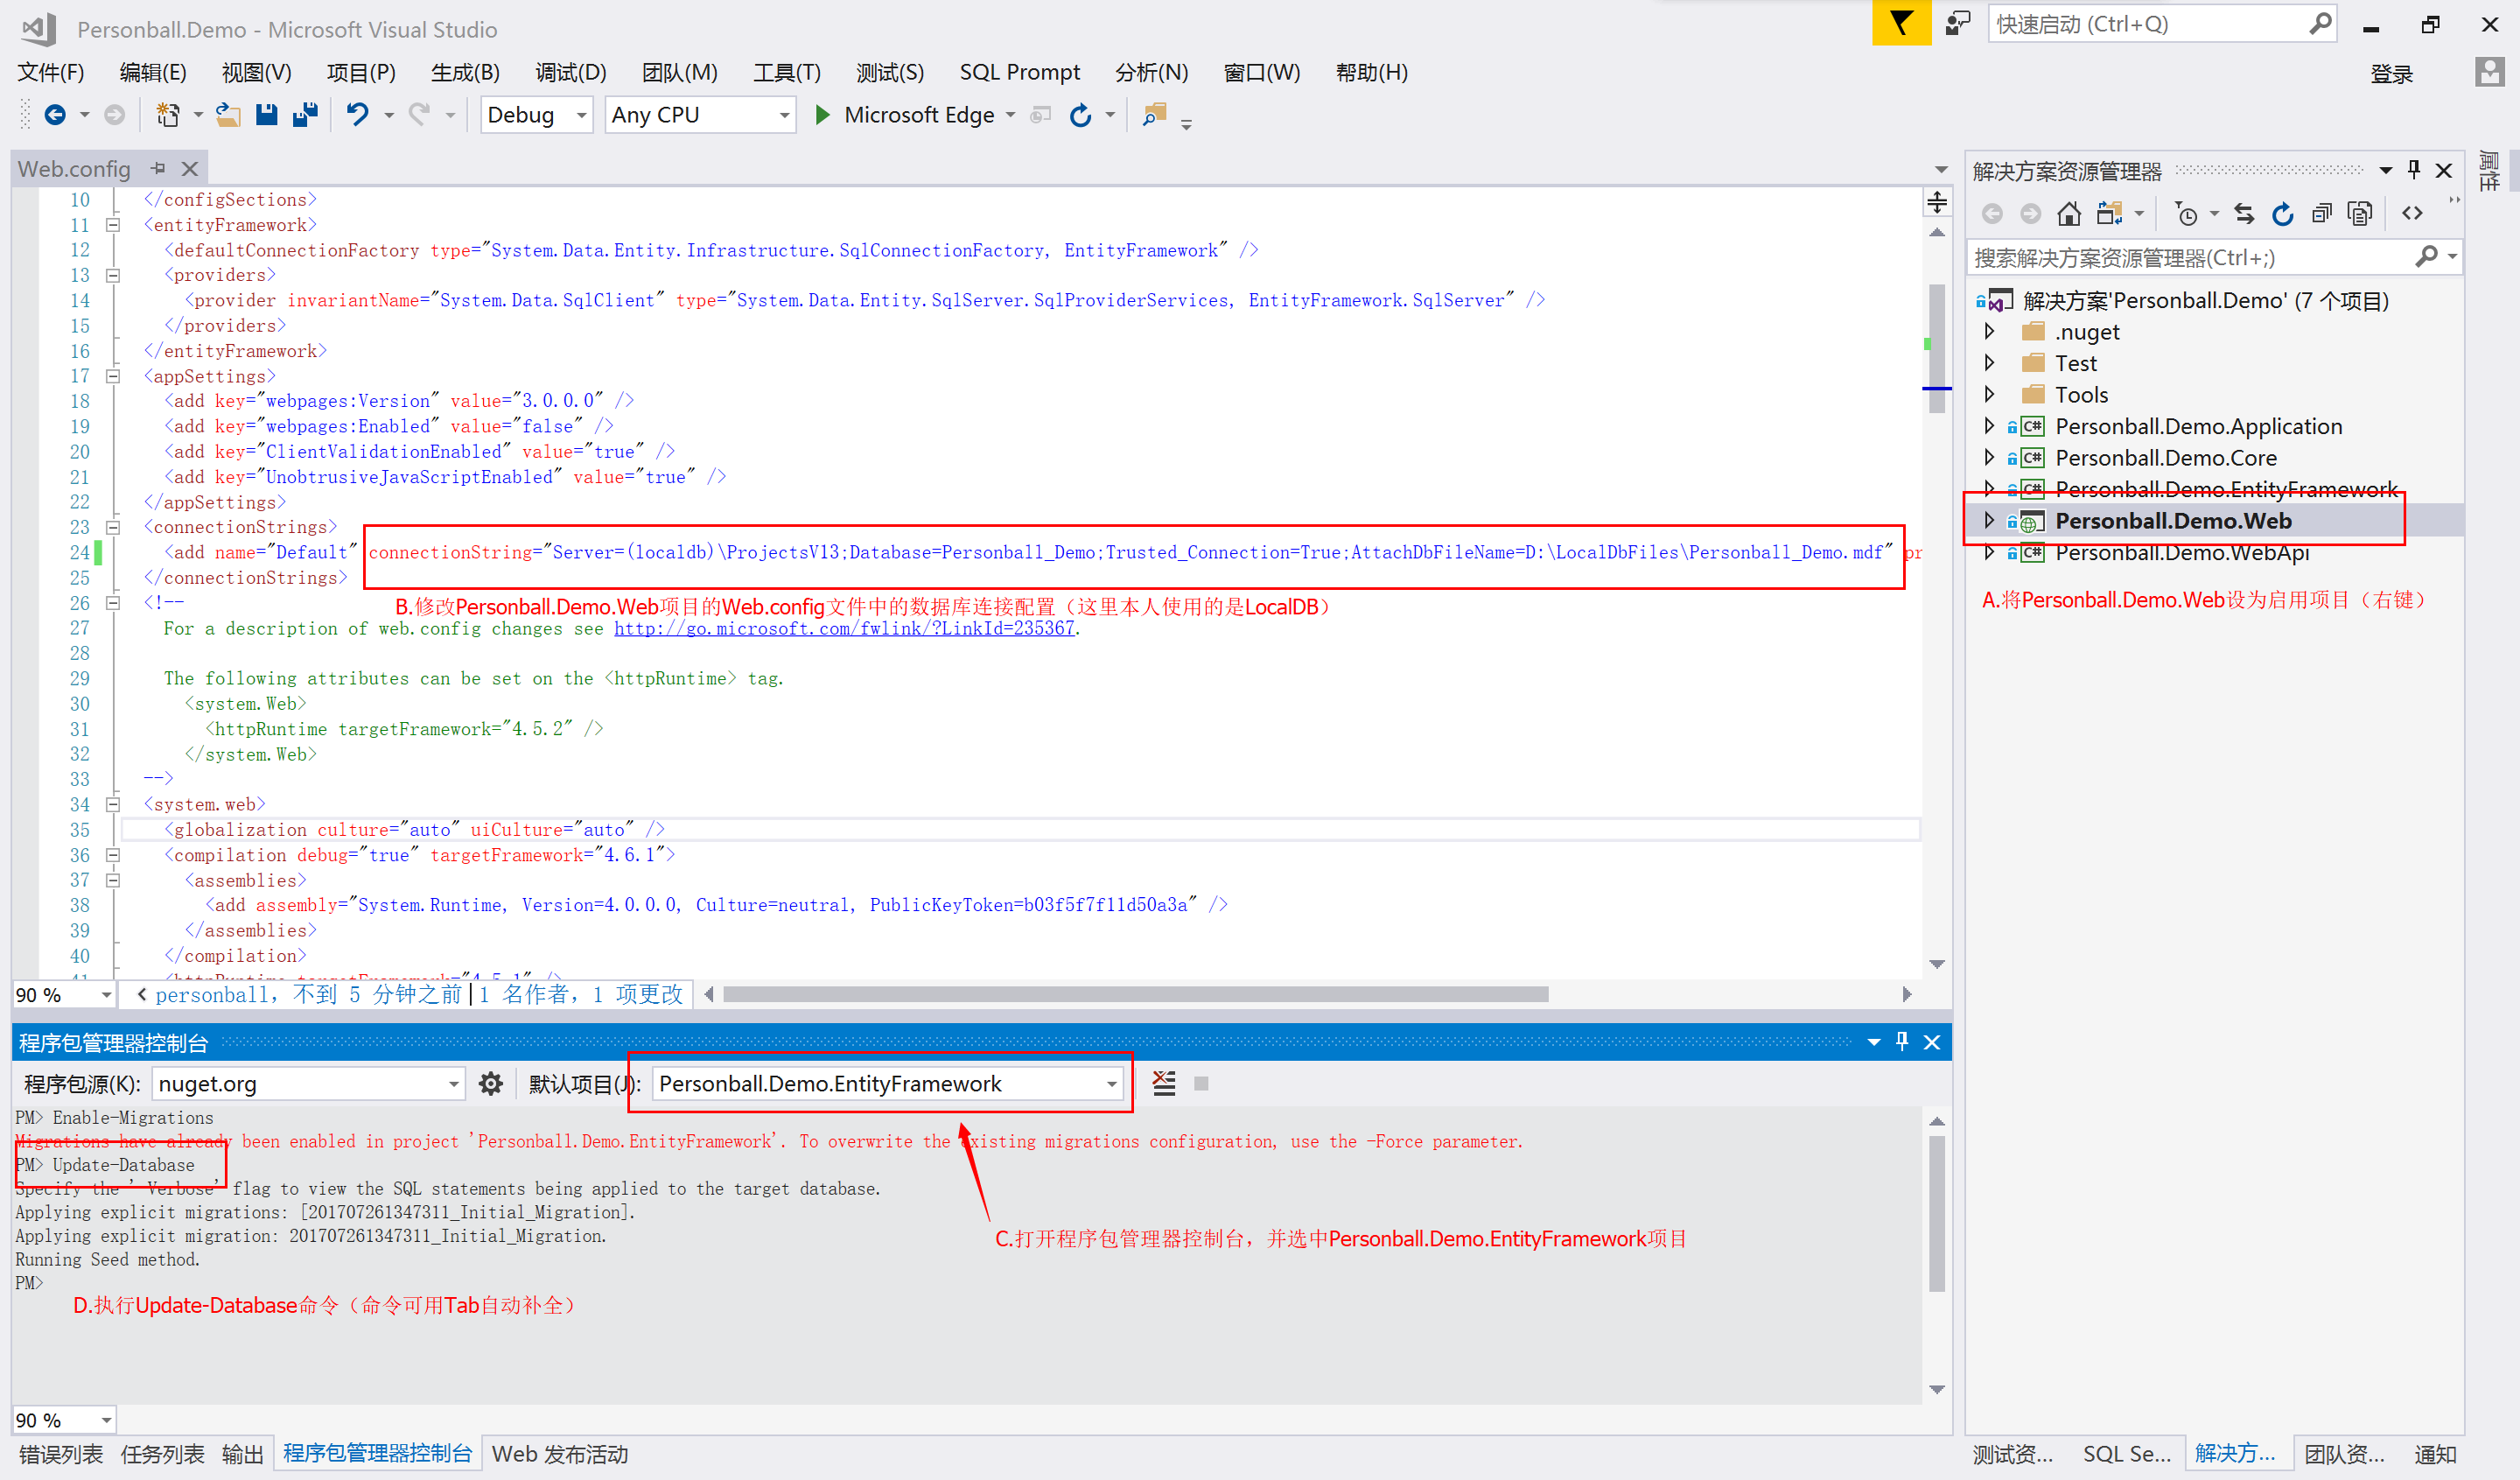 Personball.Demo - Microsoft Visual Studio
快速启动 (Ctrl+Q)
文件(F) 编辑(E) 视图(V) 项目(P) 生成(B) 调试(D) 团队(M) 工具(T) 测试(S) SQL Prompt 分析(N) 窗口(W) 帮助(H)
登录
Debug Any CPU Microsoft Edge
Web.config
10 </configSections>
11 <entityFramework>
12 <defaultConnectionFactory type="System.Data.Entity.Infrastructure.SqlConnectionFactory, EntityFramework" />
13 <providers>
14 <provider invariantName="System.Data.SqlClient" type="System.Data.Entity.SqlServer.SqlProviderServices, EntityFramework.SqlServer" />
15 </providers>
16 </entityFramework>
17 <appSettings>
18 <add key="webpages:Version" value="3.0.0.0" />
19 <add key="webpages:Enabled" value="false" />
20 <add key="ClientValidationEnabled" value="true" />
21 <add key="UnobtrusiveJavaScriptEnabled" value="true" />
22 </appSettings>
23 <connectionStrings>
24 <add name="Default" connectionString="Server=(localdb)\ProjectsV13;Database=Personball_Demo;Trusted_Connection=True;AttachDbFileName=D:\LocalDbFiles\Personball_Demo.mdf" pr
25 </connectionStrings>
26 <!--
B.修改Personball.Demo.Web项目的Web.config文件中的数据库连接配置（这里本人使用的是LocalDB）
27 For a description of web.config changes see http://go.microsoft.com/fwlink/?LinkId=235367.
28
29 The following attributes can be set on the <httpRuntime> tag.
30 <system.Web>
31 <httpRuntime targetFramework="4.5.2" />
32 </system.Web>
33 -->
34 <system.web>
35 <globalization culture="auto" uiCulture="auto" />
36 <compilation debug="true" targetFramework="4.6.1">
37 <assemblies>
38 <add assembly="System.Runtime, Version=4.0.0.0, Culture=neutral, PublicKeyToken=b03f5f7f11d50a3a" />
39 </assemblies>
40 </compilation>
41 <httpRuntime targetFramework="4.5.1" />
90 % personball，不到 5 分钟之前 1 名作者，1 项更改
程序包管理器控制台
程序包源(K): nuget.org 默认项目(J): Personball.Demo.EntityFramework
PM> Enable-Migrations
Migrations have already been enabled in project 'Personball.Demo.EntityFramework'. To overwrite the existing migrations configuration, use the -Force parameter.
PM> Update-Database
Specify the '-Verbose' flag to view the SQL statements being applied to the target database.
Applying explicit migrations: [201707261347311_Initial_Migration].
Applying explicit migration: 201707261347311_Initial_Migration.
Running Seed method.
PM>
C.打开程序包管理器控制台，并选中Personball.Demo.EntityFramework项目
D.执行Update-Database命令（命令可用Tab自动补全）
90 %
错误列表 任务列表 输出 程序包管理器控制台 Web 发布活动
解决方案资源管理器
搜索解决方案资源管理器(Ctrl+;)
解决方案'Personball.Demo' (7 个项目)
.nuget
Test
Tools
C# Personball.Demo.Application
C# Personball.Demo.Core
C# Personball.Demo.EntityFramework
Personball.Demo.Web
C# Personball.Demo.WebApi
A.将Personball.Demo.Web设为启用项目（右键）
测试资... SQL Se... 解决方... 团队资... 通知
属性